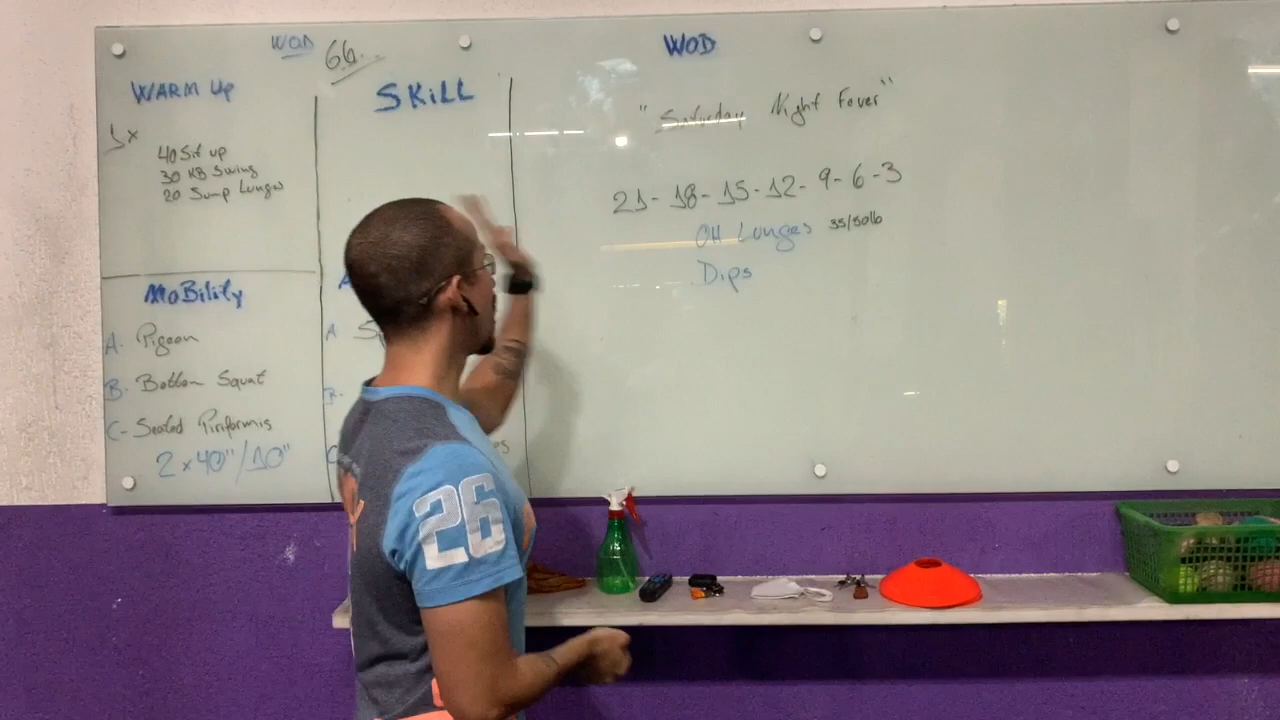 WOD 66.
WARM Up
3x
40 Sit up
30 KB Swing
20 Jump Lunges
MoBility
A. Pigeon
B. Bottom Squat
C- Seated Piriformis
2 x 40"/10"
SKiLL
A
A
B.
C
es
WOD
"Saturday Night Fever"
21-18-15-12-9-6-3
OH Lunges 35/50lb
Dips
26